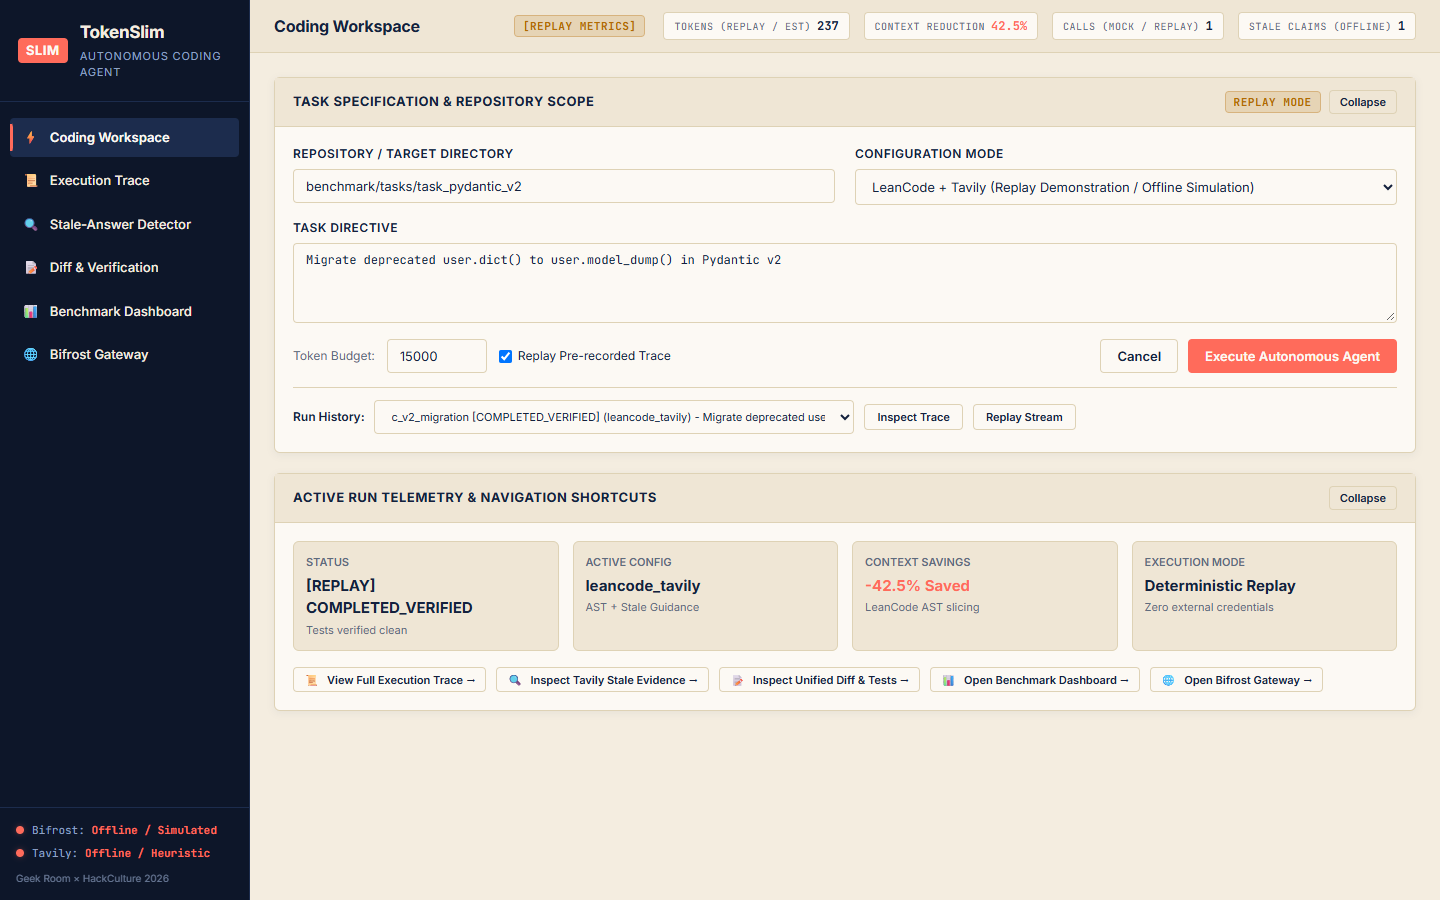 SLIM
TokenSlim
AUTONOMOUS CODING
AGENT
Coding Workspace
Execution Trace
Stale-Answer Detector
Diff & Verification
Benchmark Dashboard
Bifrost Gateway
Bifrost: Offline / Simulated
Tavily: Offline / Heuristic
Geek Room × HackCulture 2026
Coding Workspace
[REPLAY METRICS]
TOKENS (REPLAY / EST) 237
CONTEXT REDUCTION 42.5%
CALLS (MOCK / REPLAY) 1
STALE CLAIMS (OFFLINE) 1
TASK SPECIFICATION & REPOSITORY SCOPE
REPLAY MODE
Collapse
REPOSITORY / TARGET DIRECTORY
benchmark/tasks/task_pydantic_v2
CONFIGURATION MODE
LeanCode + Tavily (Replay Demonstration / Offline Simulation)
TASK DIRECTIVE
Migrate deprecated user.dict() to user.model_dump() in Pydantic v2
Token Budget: 15000
Replay Pre-recorded Trace
Cancel
Execute Autonomous Agent
Run History: c_v2_migration [COMPLETED_VERIFIED] (leancode_tavily) - Migrate deprecated use
Inspect Trace
Replay Stream
ACTIVE RUN TELEMETRY & NAVIGATION SHORTCUTS
Collapse
STATUS
[REPLAY]
COMPLETED_VERIFIED
Tests verified clean
ACTIVE CONFIG
leancode_tavily
AST + Stale Guidance
CONTEXT SAVINGS
-42.5% Saved
LeanCode AST slicing
EXECUTION MODE
Deterministic Replay
Zero external credentials
View Full Execution Trace →
Inspect Tavily Stale Evidence →
Inspect Unified Diff & Tests →
Open Benchmark Dashboard →
Open Bifrost Gateway →